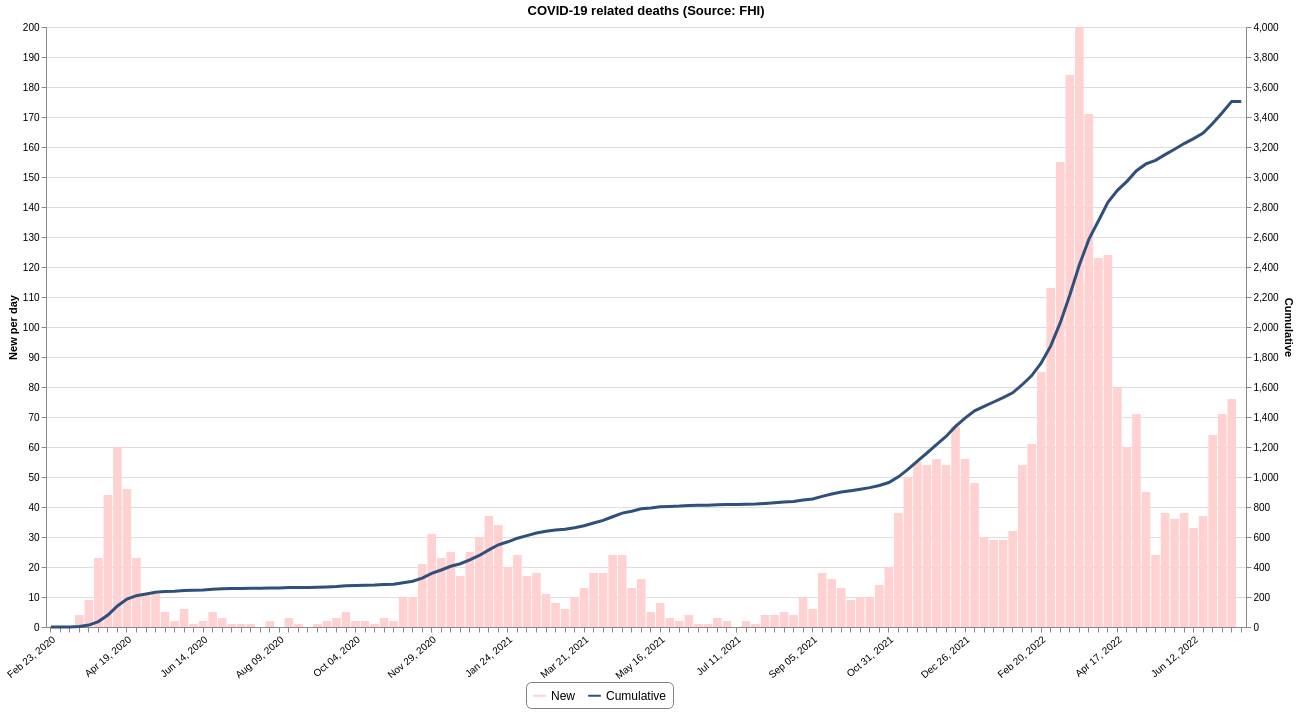 COVID-19 related deaths (Source: FHI)
200
190
180
170
160
150
140
130
120
110
100
90
80
70
60
50
40
30
20
10
0
New per day
4,000
3,800
3,600
3,400
3,200
3,000
2,800
2,600
2,400
2,200
2,000
1,800
1,600
1,400
1,200
1,000
800
600
400
200
0
Cumulative
Feb 23, 2020
Apr 19, 2020
Jun 14, 2020
Aug 09, 2020
Oct 04, 2020
Nov 29, 2020
Jan 24, 2021
Mar 21, 2021
May 16, 2021
Jul 11, 2021
Sep 05, 2021
Oct 31, 2021
Dec 26, 2021
Feb 20, 2022
Apr 17, 2022
Jun 12, 2022
New Cumulative